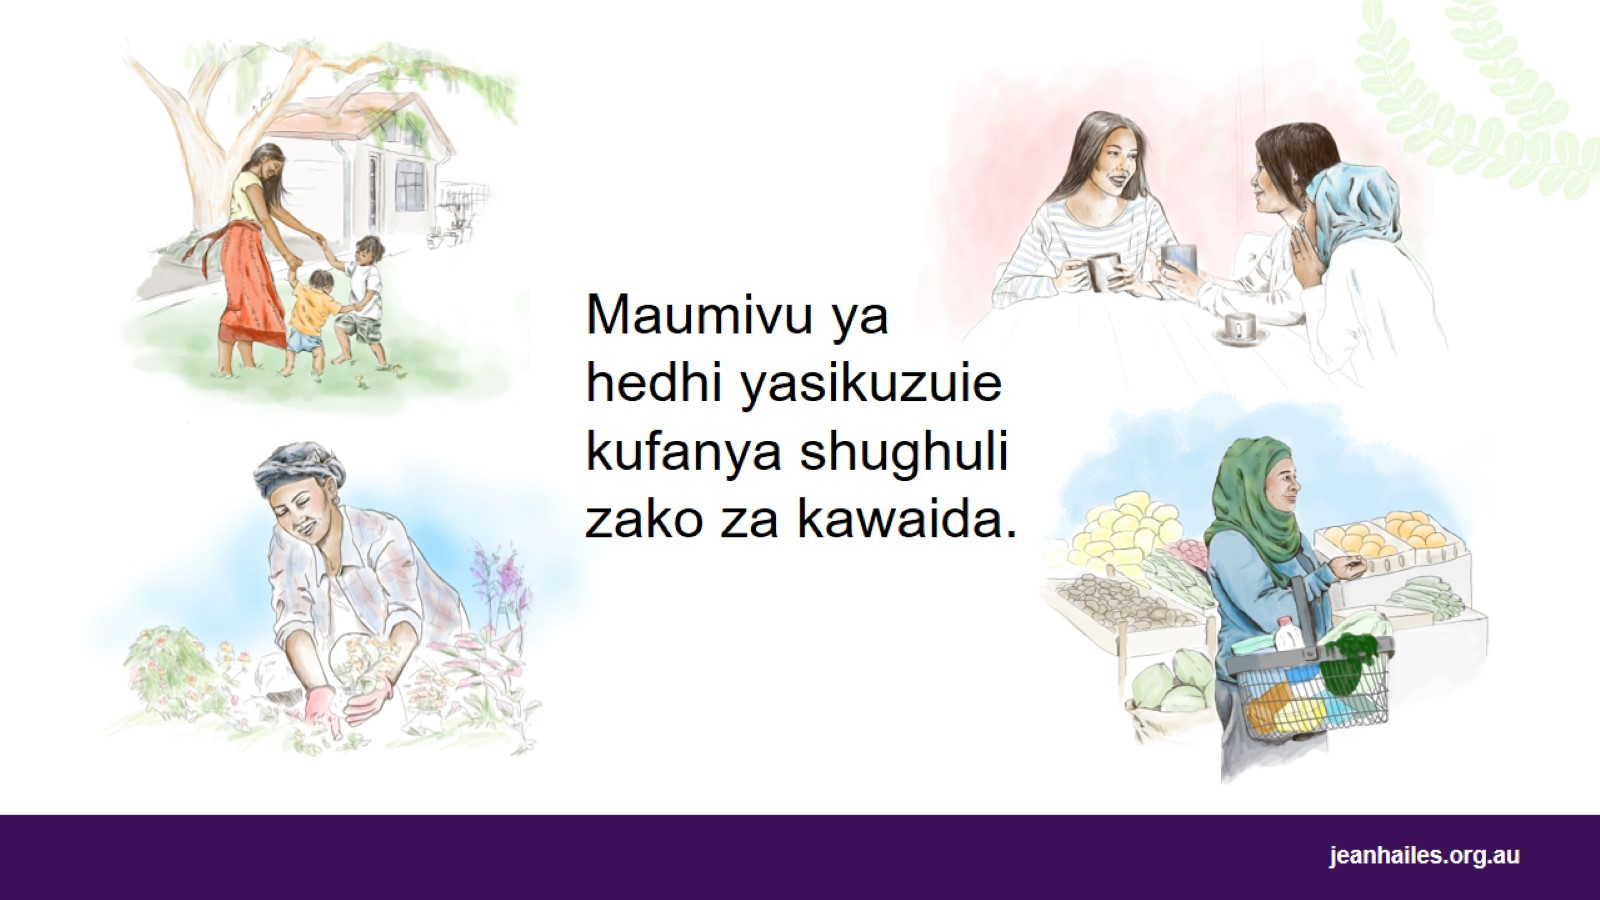 Maumivu ya
hedhi yasikuzuie
kufanya shughuli
zako za kawaida.
jeanhailes.org.au